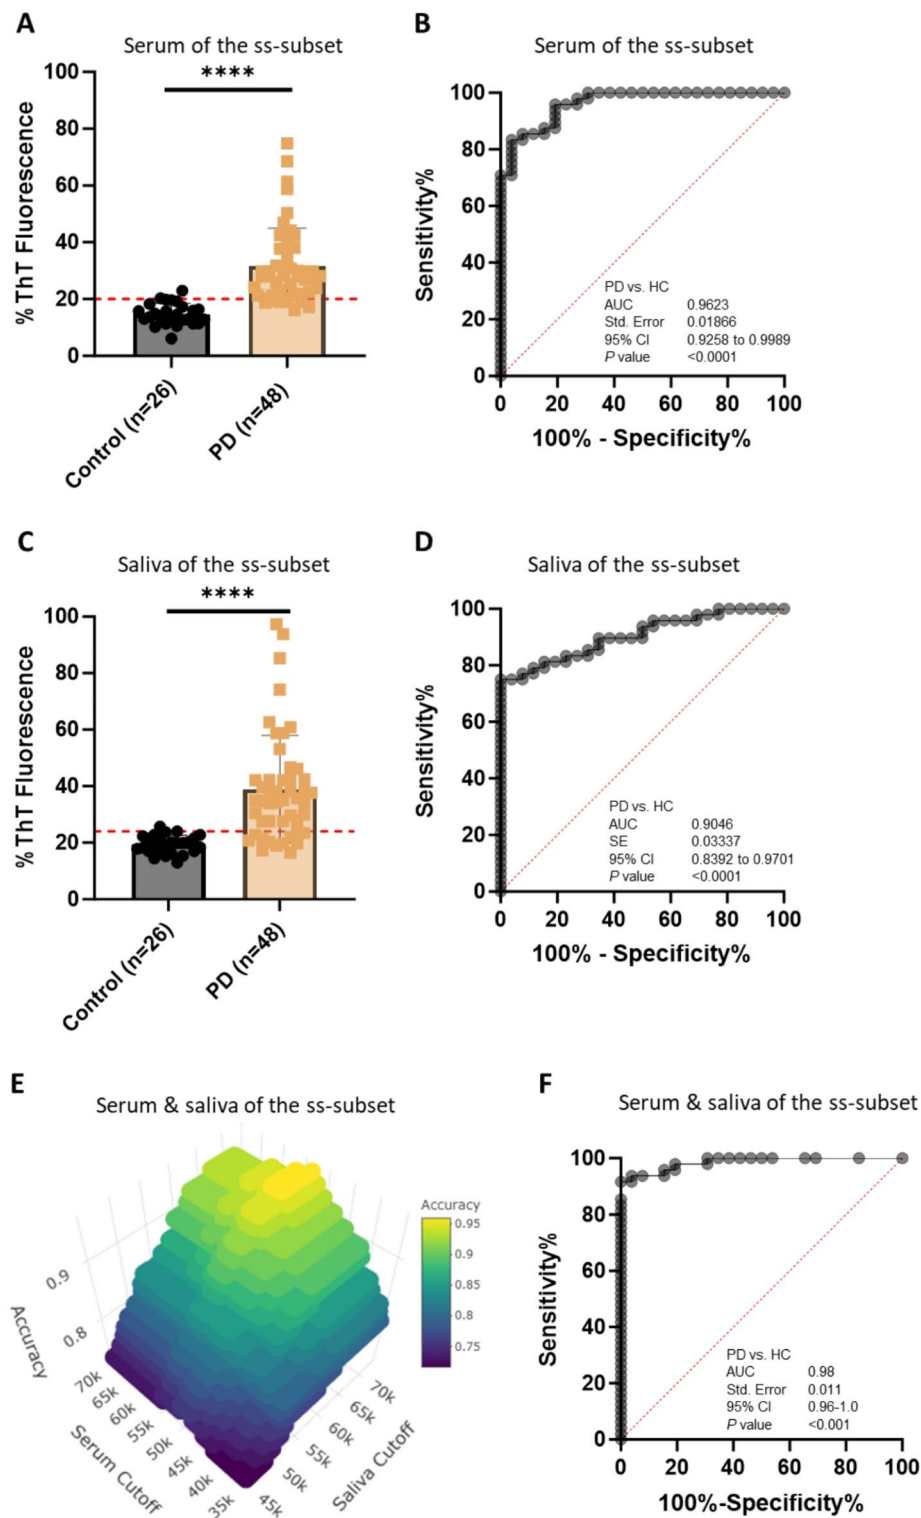 A
Serum of the ss-subset
****
100
80
60
40
20
0
% ThT Fluorescence
Control (n=26)
PD (n=48)
B
Serum of the ss-subset
100
80
60
40
20
0
Sensitivity%
PD vs. HC
AUC 0.9623
Std. Error 0.01866
95% CI 0.9258 to 0.9989
P value <0.0001
0 20 40 60 80 100
100% - Specificity%
C
Saliva of the ss-subset
****
100
80
60
40
20
0
% ThT Fluorescence
Control (n=26)
PD (n=48)
D
Saliva of the ss-subset
100
80
60
40
20
0
Sensitivity%
PD vs. HC
AUC 0.9046
SE 0.03337
95% CI 0.8392 to 0.9701
P value <0.0001
0 20 40 60 80 100
100% - Specificity%
E
Serum & saliva of the ss-subset
Accuracy
0.95
0.9
0.85
0.8
0.75
0.9
0.8
Accuracy
70k
65k
60k
55k
50k
45k
40k
35k
Serum Cutoff
70k
65k
60k
55k
50k
45k
Saliva Cutoff
F
Serum & saliva of the ss-subset
100
80
60
40
20
0
Sensitivity%
PD vs. HC
AUC 0.98
Std. Error 0.011
95% CI 0.96-1.0
P value <0.001
0 20 40 60 80 100
100%-Specificity%